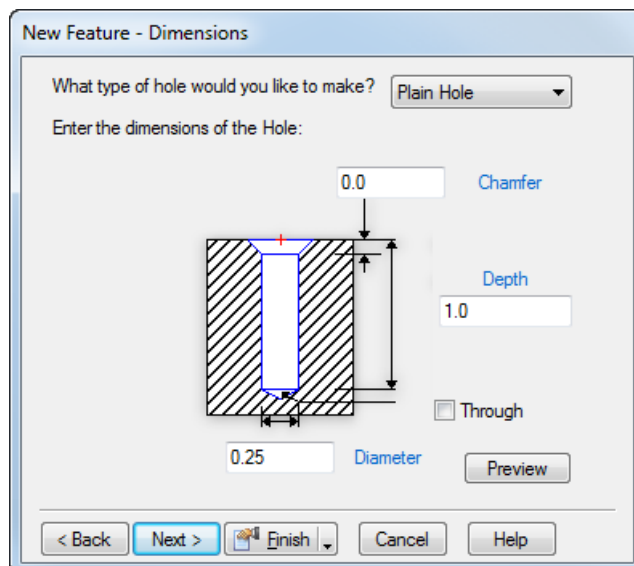 New Feature - Dimensions
What type of hole would you like to make? Plain Hole
Enter the dimensions of the Hole:
0.0 Chamfer
Depth
1.0
Through
0.25 Diameter Preview
< Back Next > Finish Cancel Help